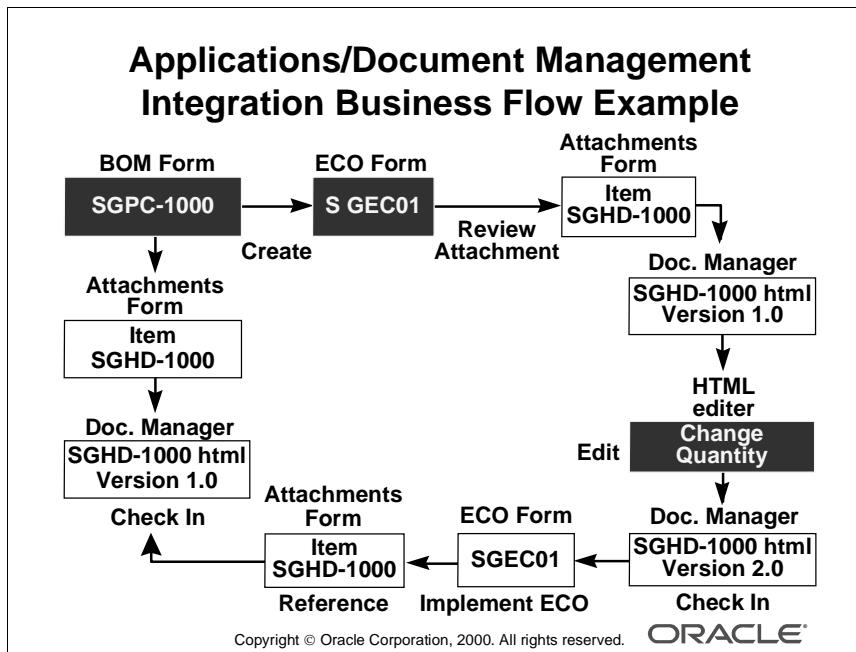 Applications/Document Management
Integration Business Flow Example
BOM Form
SGPC-1000
Create
ECO Form
S GEC01
Review
Attachment
Attachments
Form
Item
SGHD-1000
Doc. Manager
SGHD-1000 html
Version 1.0
HTML
editer
Edit
Change
Quantity
Doc. Manager
SGHD-1000 html
Version 2.0
Check In
ECO Form
SGEC01
Implement ECO
Attachments
Form
Item
SGHD-1000
Reference
Attachments
Form
Item
SGHD-1000
Doc. Manager
SGHD-1000 html
Version 1.0
Check In
Copyright © Oracle Corporation, 2000. All rights reserved.
ORACLE®